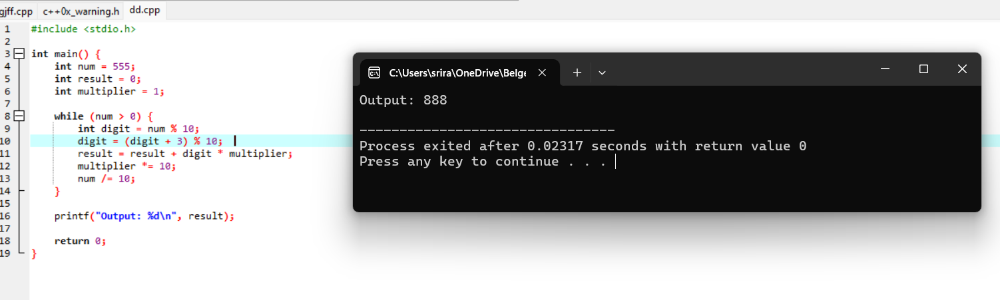 gjff.cpp c++0x_warning.h dd.cpp
1 #include <stdio.h>
2
3 int main() {
4 int num = 555;
5 int result = 0;
6 int multiplier = 1;
7
8 while (num > 0) {
9 int digit = num % 10;
10 digit = (digit + 3) % 10;
11 result = result + digit * multiplier;
12 multiplier *= 10;
13 num /= 10;
14 }
15
16 printf("Output: %d\n", result);
17
18 return 0;
19 }
C:\Users\srira\OneDrive\Belge
Output: 888
--------------------------------
Process exited after 0.02317 seconds with return value 0
Press any key to continue . . .